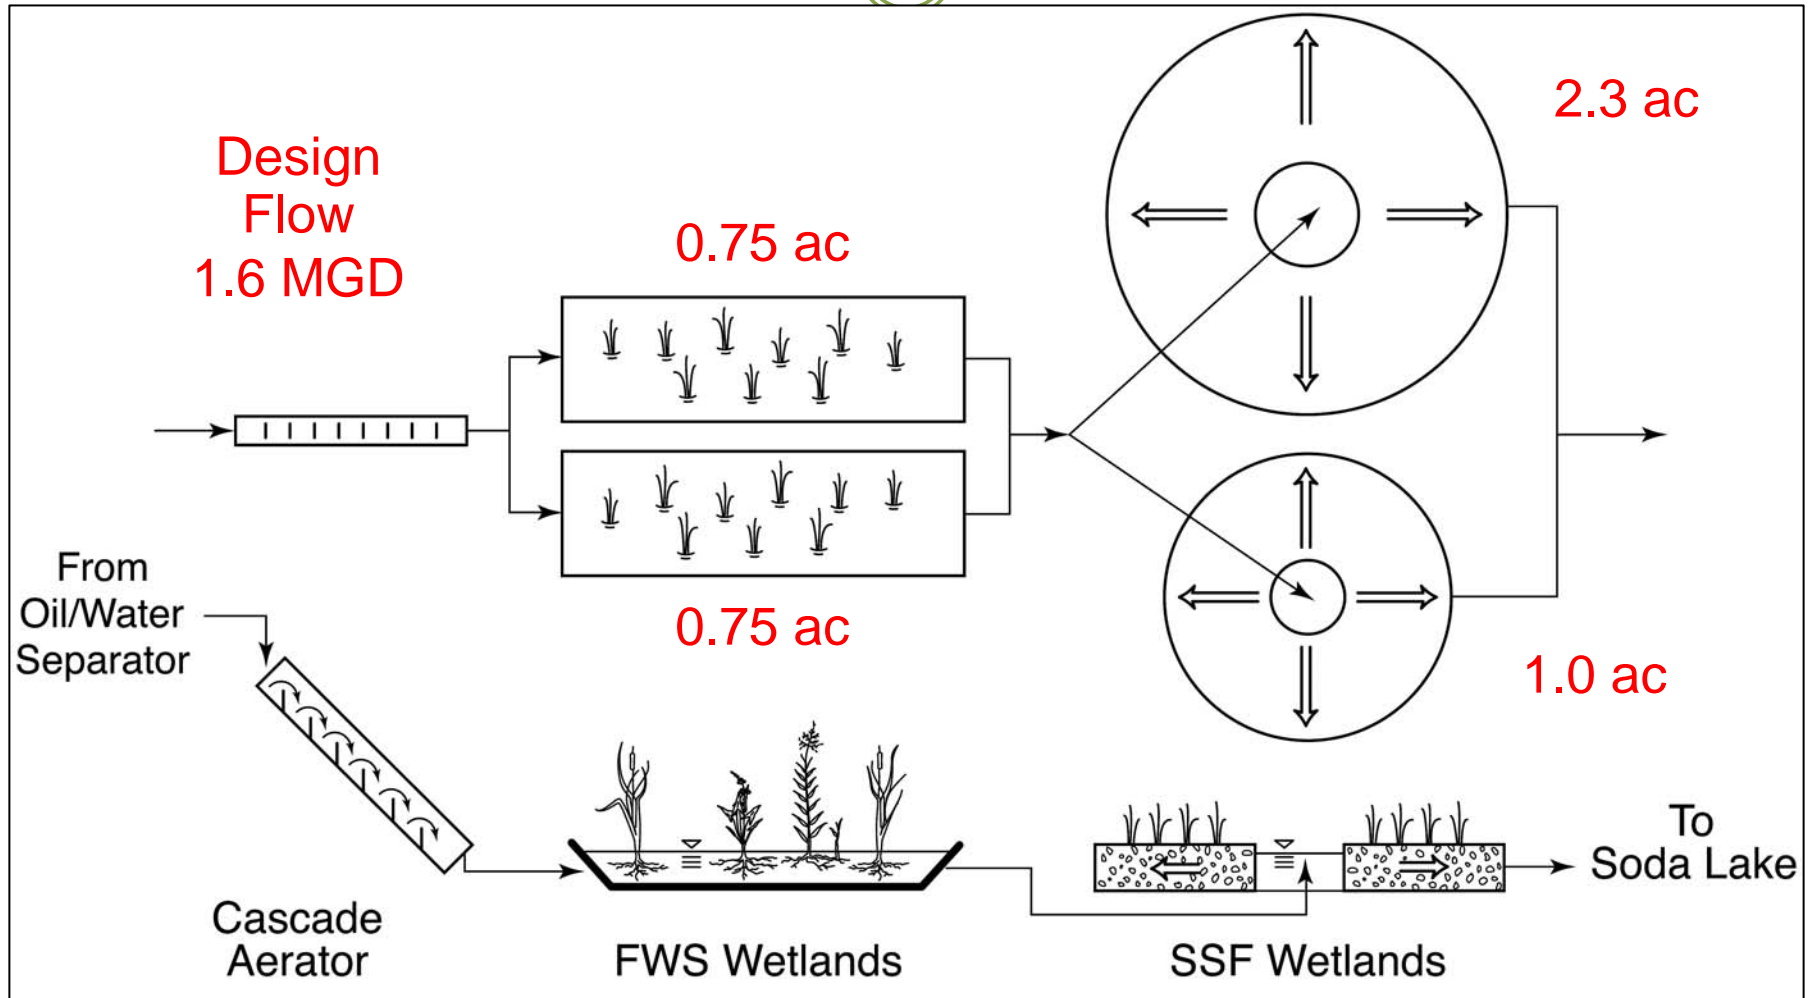 Design
Flow
1.6 MGD
0.75 ac
2.3 ac
0.75 ac
1.0 ac
From
Oil/Water
Separator
Cascade
Aerator
FWS Wetlands
SSF Wetlands
To
Soda Lake